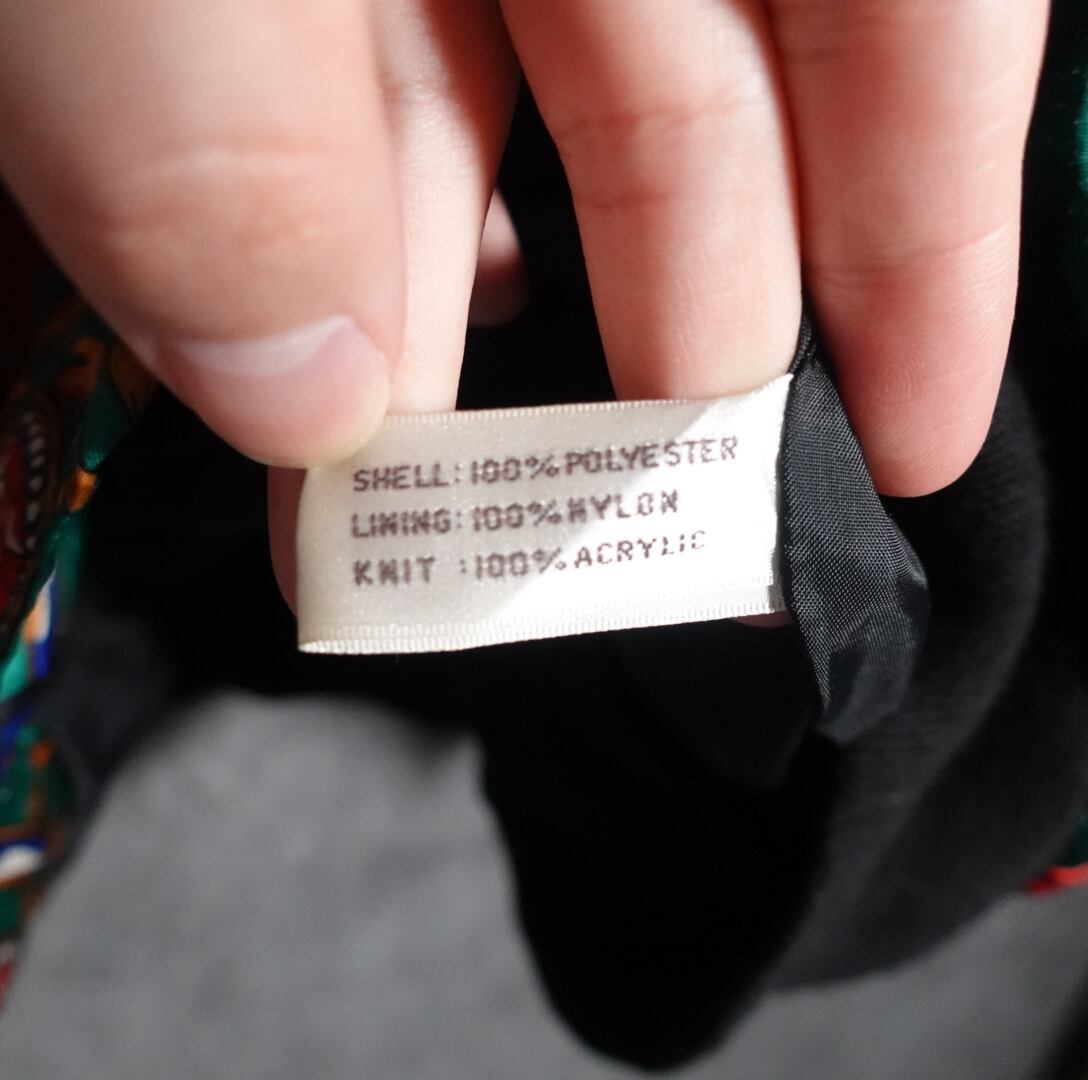 SHELL:100%POLYESTER
LINING:100%NYLON
KNIT :100%ACRYLIC